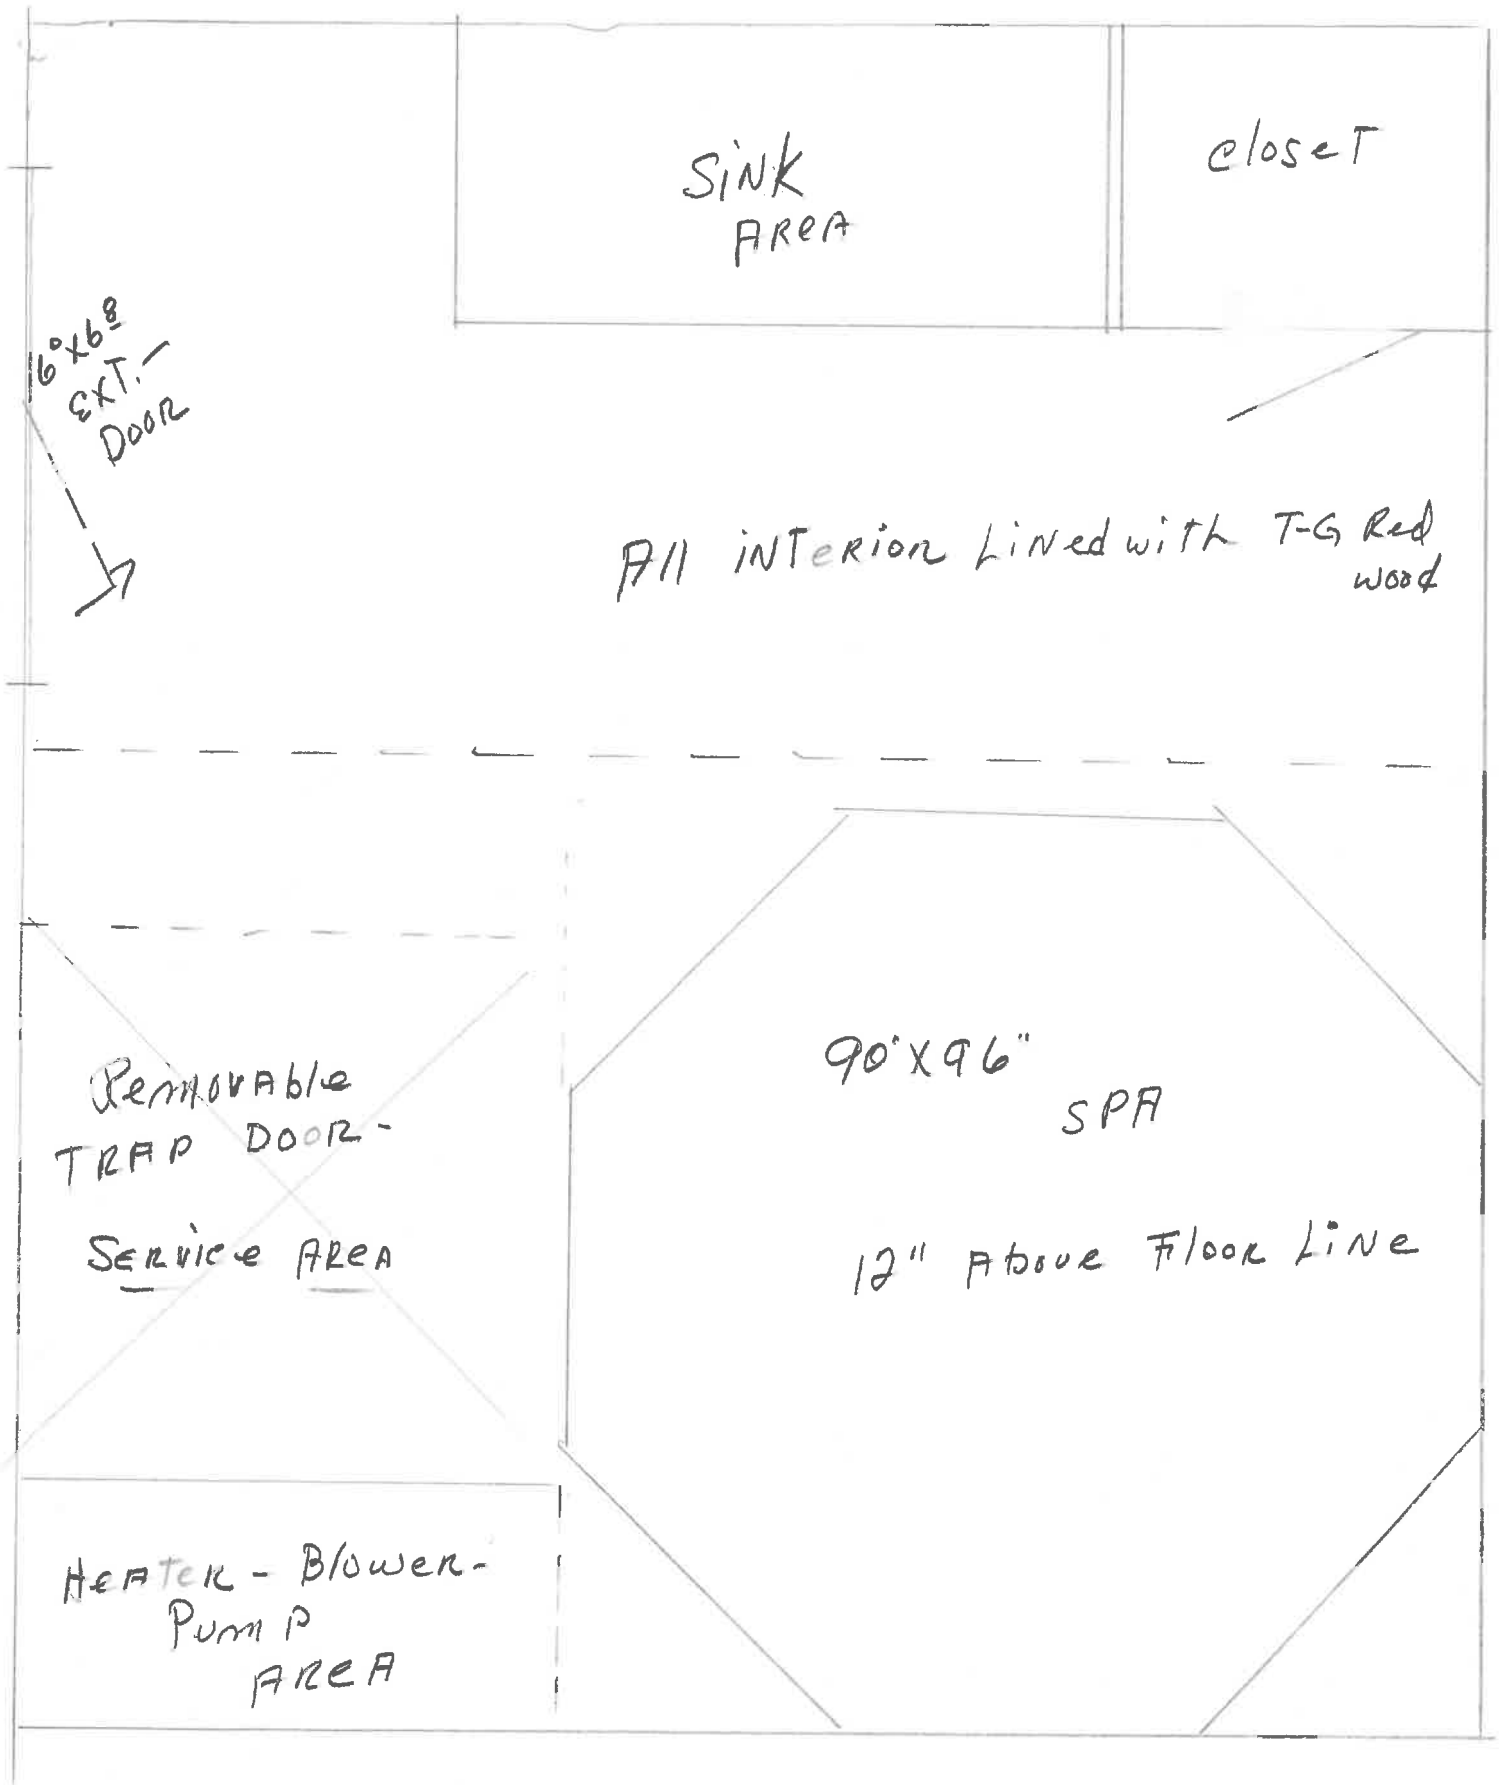 SiNK
AREA
closeT
6°X6⁸
EXT.-
DOOR
All iNTeRioR LiNed with T-G Red
wood
90"X96"
SPA
12" Above Floor LiNe
RemovAble
TRAP DOOR-
SeRvice AReA
HeATeR - Blower-
Pump
AReA